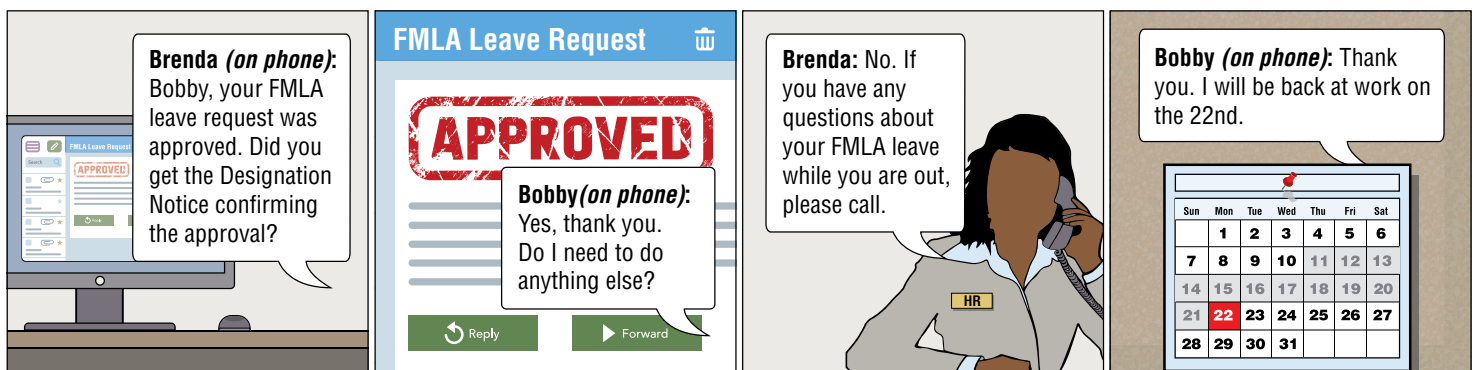 Brenda (on phone):
Bobby, your FMLA
leave request was
approved. Did you
get the Designation
Notice confirming
the approval?
FMLA Leave Request
Search
APPROVED
Reply
FMLA Leave Request
APPROVED
Bobby(on phone):
Yes, thank you.
Do I need to do
anything else?
Reply
Forward
Brenda: No. If
you have any
questions about
your FMLA leave
while you are out,
please call.
HR
Bobby (on phone): Thank
you. I will be back at work on
the 22nd.
Sun Mon Tue Wed Thu Fri Sat
1 2 3 4 5 6
7 8 9 10 11 12 13
14 15 16 17 18 19 20
21 22 23 24 25 26 27
28 29 30 31